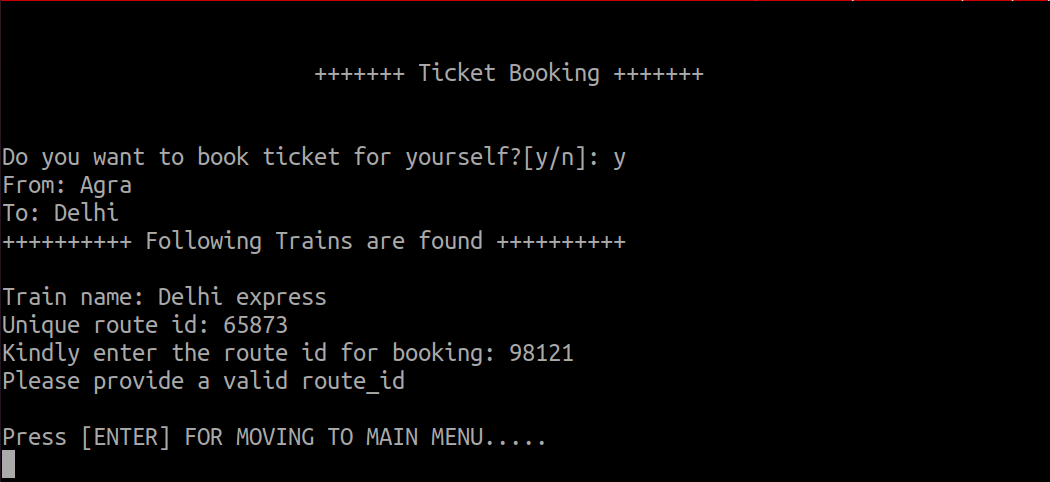 +++++++ Ticket Booking +++++++
Do you want to book ticket for yourself?[y/n]: y
From: Agra
To: Delhi
++++++++++ Following Trains are found ++++++++++
Train name: Delhi express
Unique route id: 65873
Kindly enter the route id for booking: 98121
Please provide a valid route_id
Press [ENTER] FOR MOVING TO MAIN MENU.....